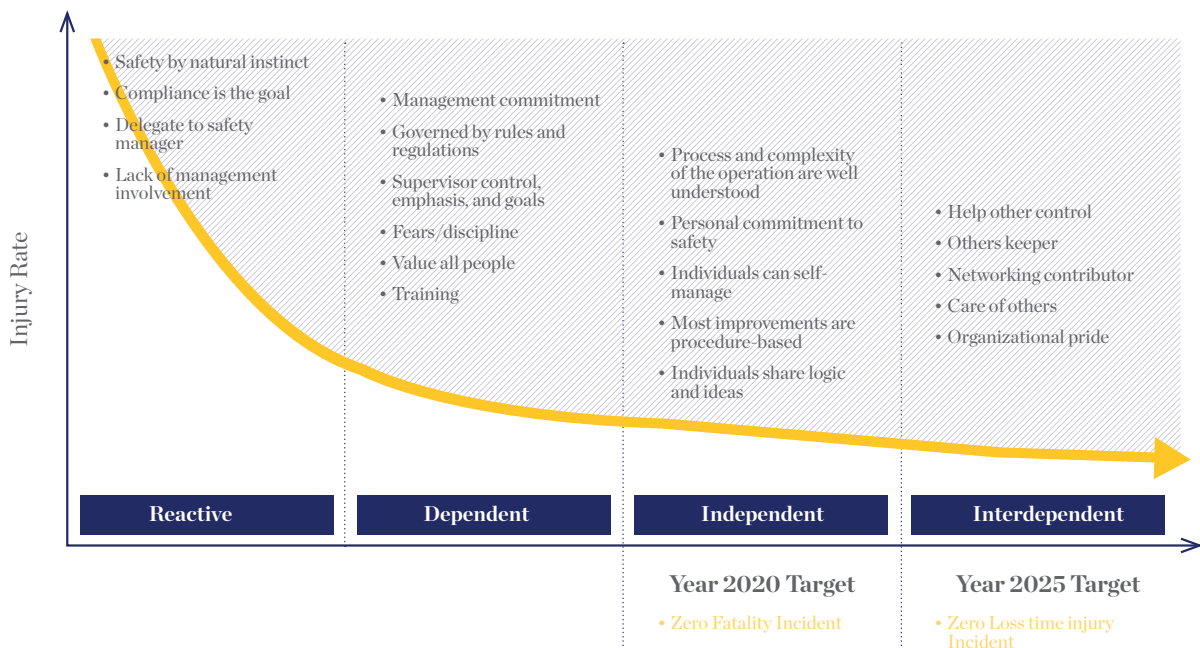 Injury Rate
• Safety by natural instinct
• Compliance is the goal
• Delegate to safety
manager
• Lack of management
involvement
• Management commitment
• Governed by rules and
regulations
• Supervisor control,
emphasis, and goals
• Fears/discipline
• Value all people
• Training
• Process and complexity
of the operation are well
understood
• Personal commitment to
safety
• Individuals can self-
manage
• Most improvements are
procedure-based
• Individuals share logic
and ideas
• Help other control
• Others keeper
• Networking contributor
• Care of others
• Organizational pride
Reactive
Dependent
Independent
Interdependent
Year 2020 Target
• Zero Fatality Incident
Year 2025 Target
• Zero Loss time injury
Incident